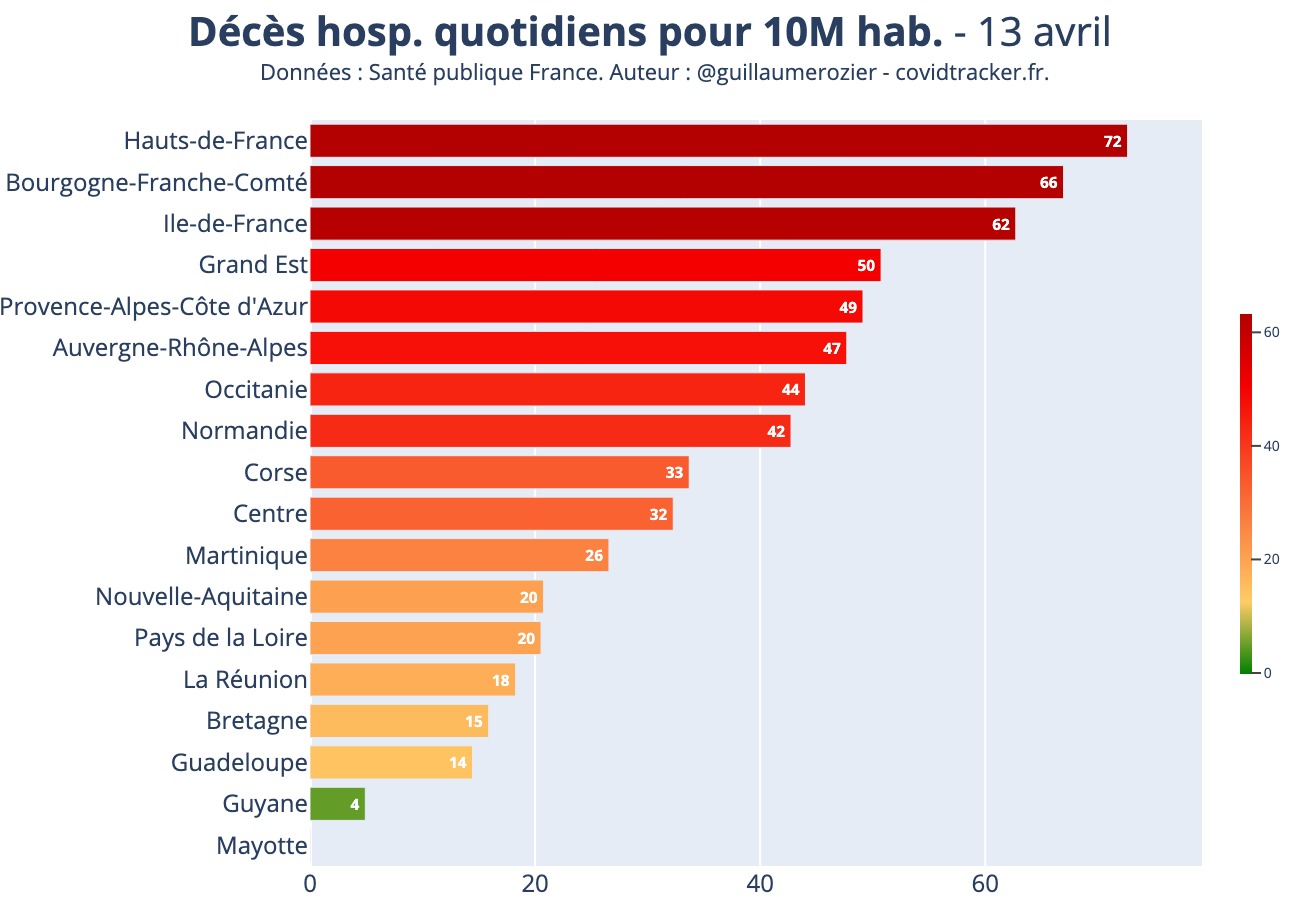 Décès hosp. quotidiens pour 10M hab. - 13 avril
Données : Santé publique France. Auteur : @guillaumerozier - covidtracker.fr.
Hauts-de-France 72
Bourgogne-Franche-Comté 66
Ile-de-France 62
Grand Est 50
Provence-Alpes-Côte d'Azur 49
Auvergne-Rhône-Alpes 47
Occitanie 44
Normandie 42
Corse 33
Centre 32
Martinique 26
Nouvelle-Aquitaine 20
Pays de la Loire 20
La Réunion 18
Bretagne 15
Guadeloupe 14
Guyane 4
Mayotte
0 20 40 60
60
40
20
0